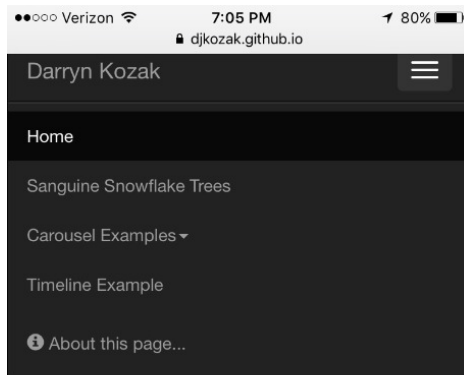 Verizon 7:05 PM 80%
djkozak.github.io
Darryn Kozak
Home
Sanguine Snowflake Trees
Carousel Examples
Timeline Example
About this page...